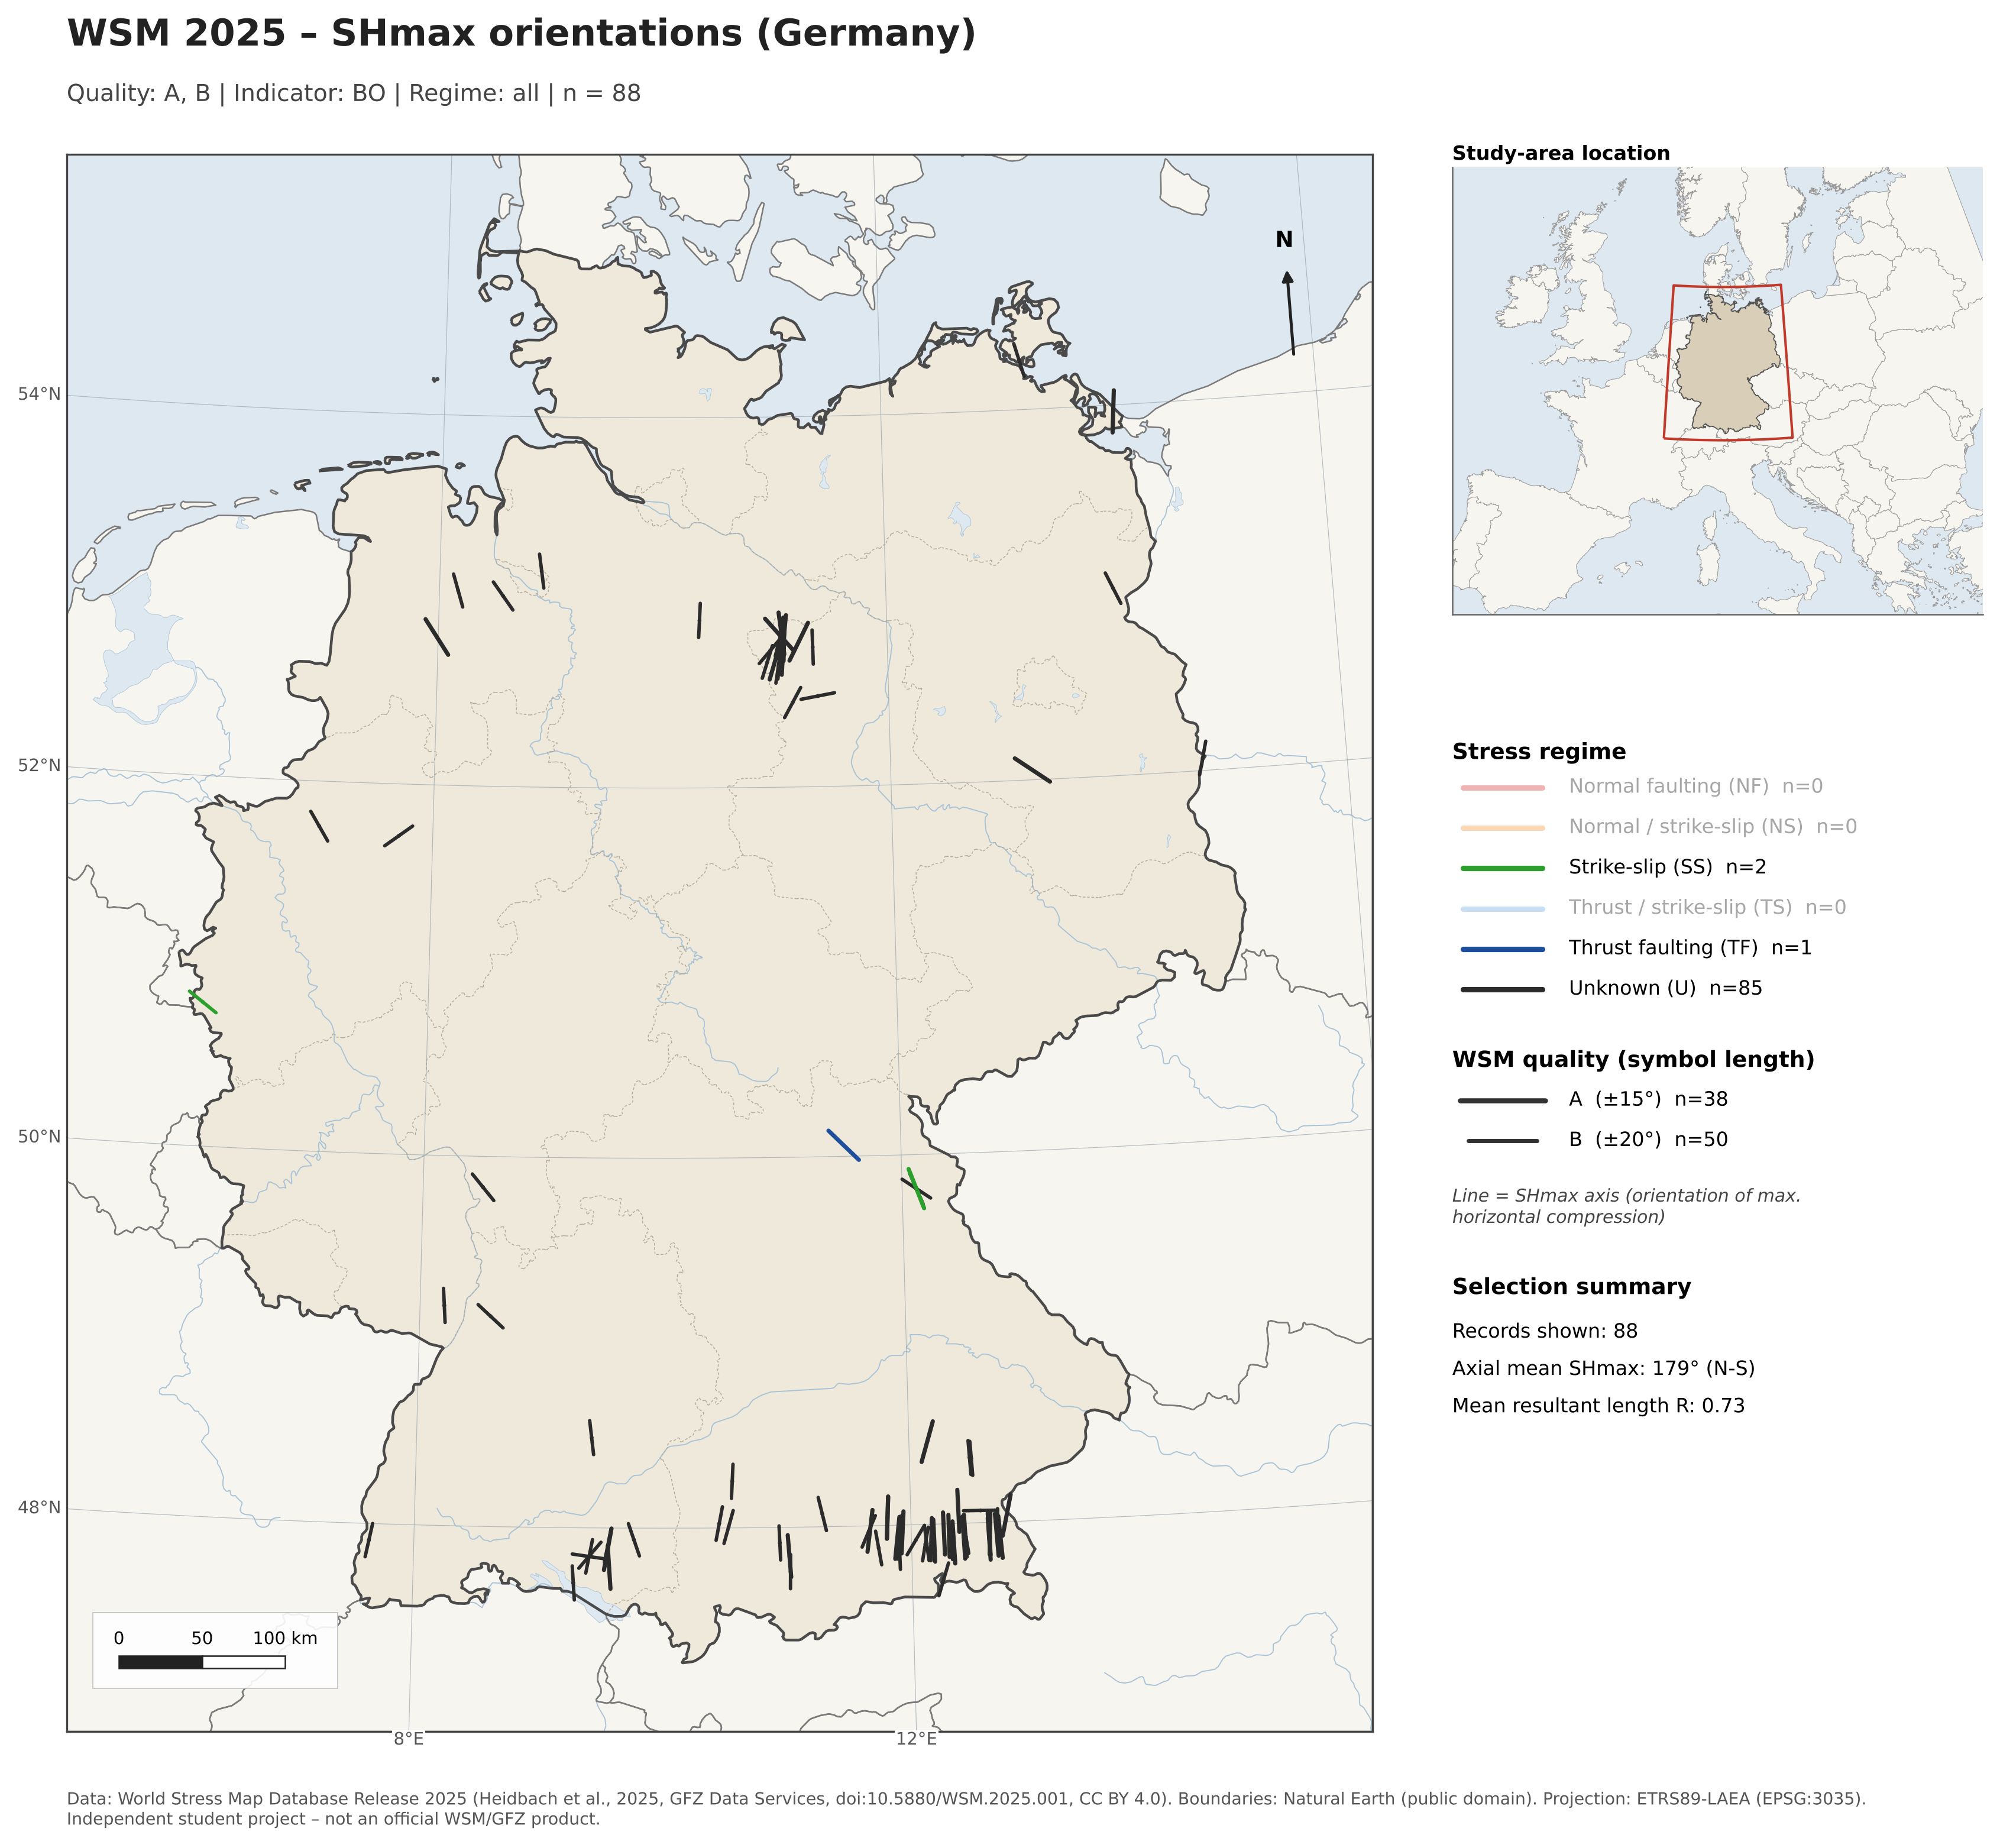 WSM 2025 – SHmax orientations (Germany)
Quality: A, B | Indicator: BO | Regime: all | n = 88
Study-area location
N
54°N
52°N
50°N
48°N
8°E
12°E
0 50 100 km
Stress regime
Normal faulting (NF) n=0
Normal / strike-slip (NS) n=0
Strike-slip (SS) n=2
Thrust / strike-slip (TS) n=0
Thrust faulting (TF) n=1
Unknown (U) n=85
WSM quality (symbol length)
A (±15°) n=38
B (±20°) n=50
Line = SHmax axis (orientation of max.
horizontal compression)
Selection summary
Records shown: 88
Axial mean SHmax: 179° (N-S)
Mean resultant length R: 0.73
Data: World Stress Map Database Release 2025 (Heidbach et al., 2025, GFZ Data Services, doi:10.5880/WSM.2025.001, CC BY 4.0). Boundaries: Natural Earth (public domain). Projection: ETRS89-LAEA (EPSG:3035).
Independent student project – not an official WSM/GFZ product.